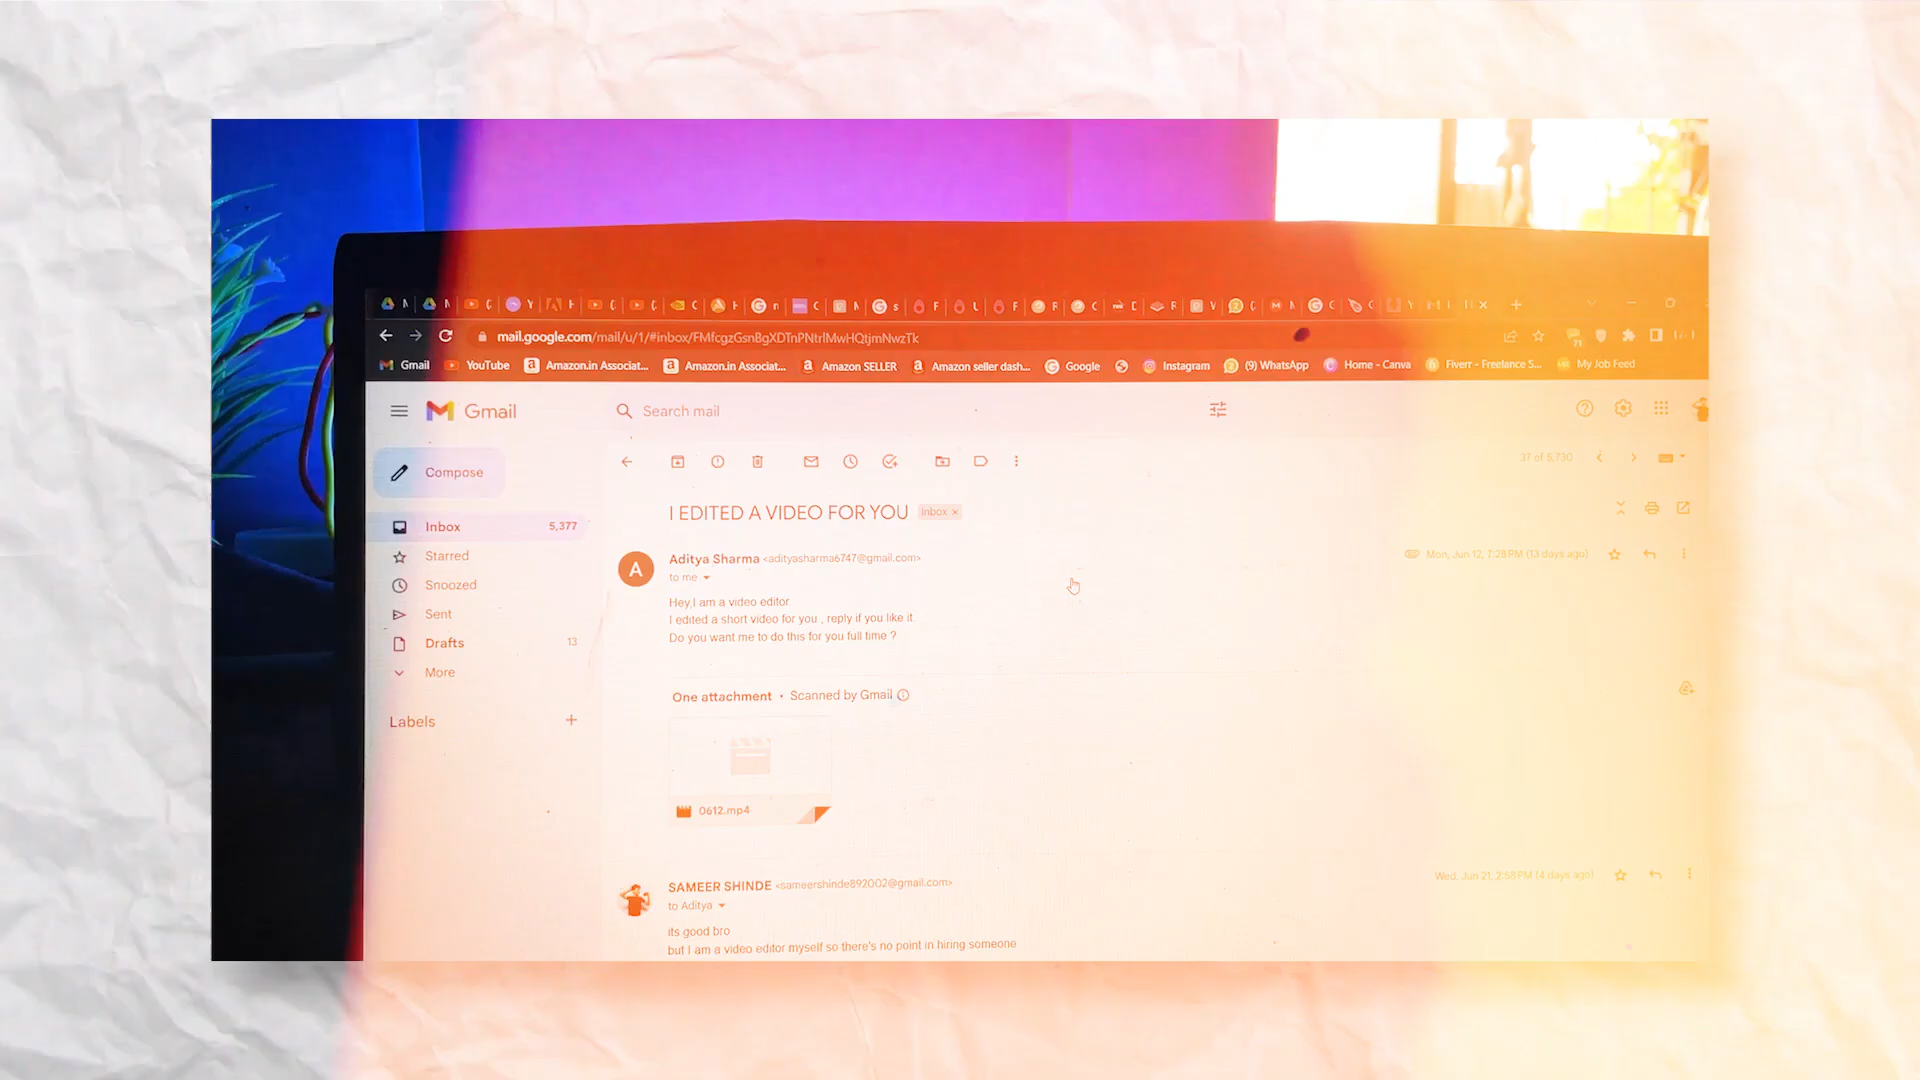 mail.google.com/mail/u/1/#inbox/FMfcgzGsnBgXDTnPNtrlMwHQtjmNwzTk
Gmail YouTube Amazon.in Associat... Amazon.in Associat... Amazon SELLER Amazon seller dash... Google Instagram (9) WhatsApp Home - Canva Fiverr - Freelance S... My Job Feed
Gmail
Search mail
Compose
37 of 5,730
I EDITED A VIDEO FOR YOU
Inbox ×
Inbox 5,377
Starred
Snoozed
Sent
Drafts 13
More
Labels
A
Aditya Sharma <adityasharma6747@gmail.com>
Mon, Jun 12, 7:28 PM (13 days ago)
to me
Hey,I am a video editor
I edited a short video for you , reply if you like it.
Do you want me to do this for you full time ?
One attachment • Scanned by Gmail
0612.mp4
SAMEER SHINDE <sameershinde892002@gmail.com>
Wed, Jun 21, 2:58 PM (4 days ago)
to Aditya
its good bro
but I am a video editor myself so there's no point in hiring someone